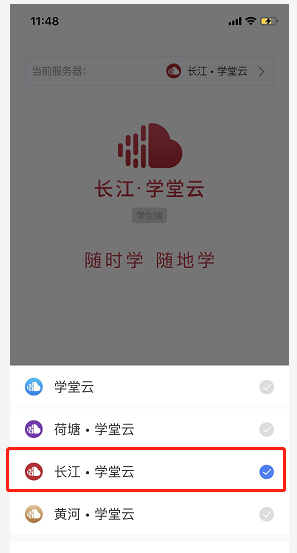 11:48
当前服务器：
长江・学堂云
长江·学堂云
学生端
随时学 随地学
学堂云
荷塘・学堂云
长江・学堂云
黄河・学堂云